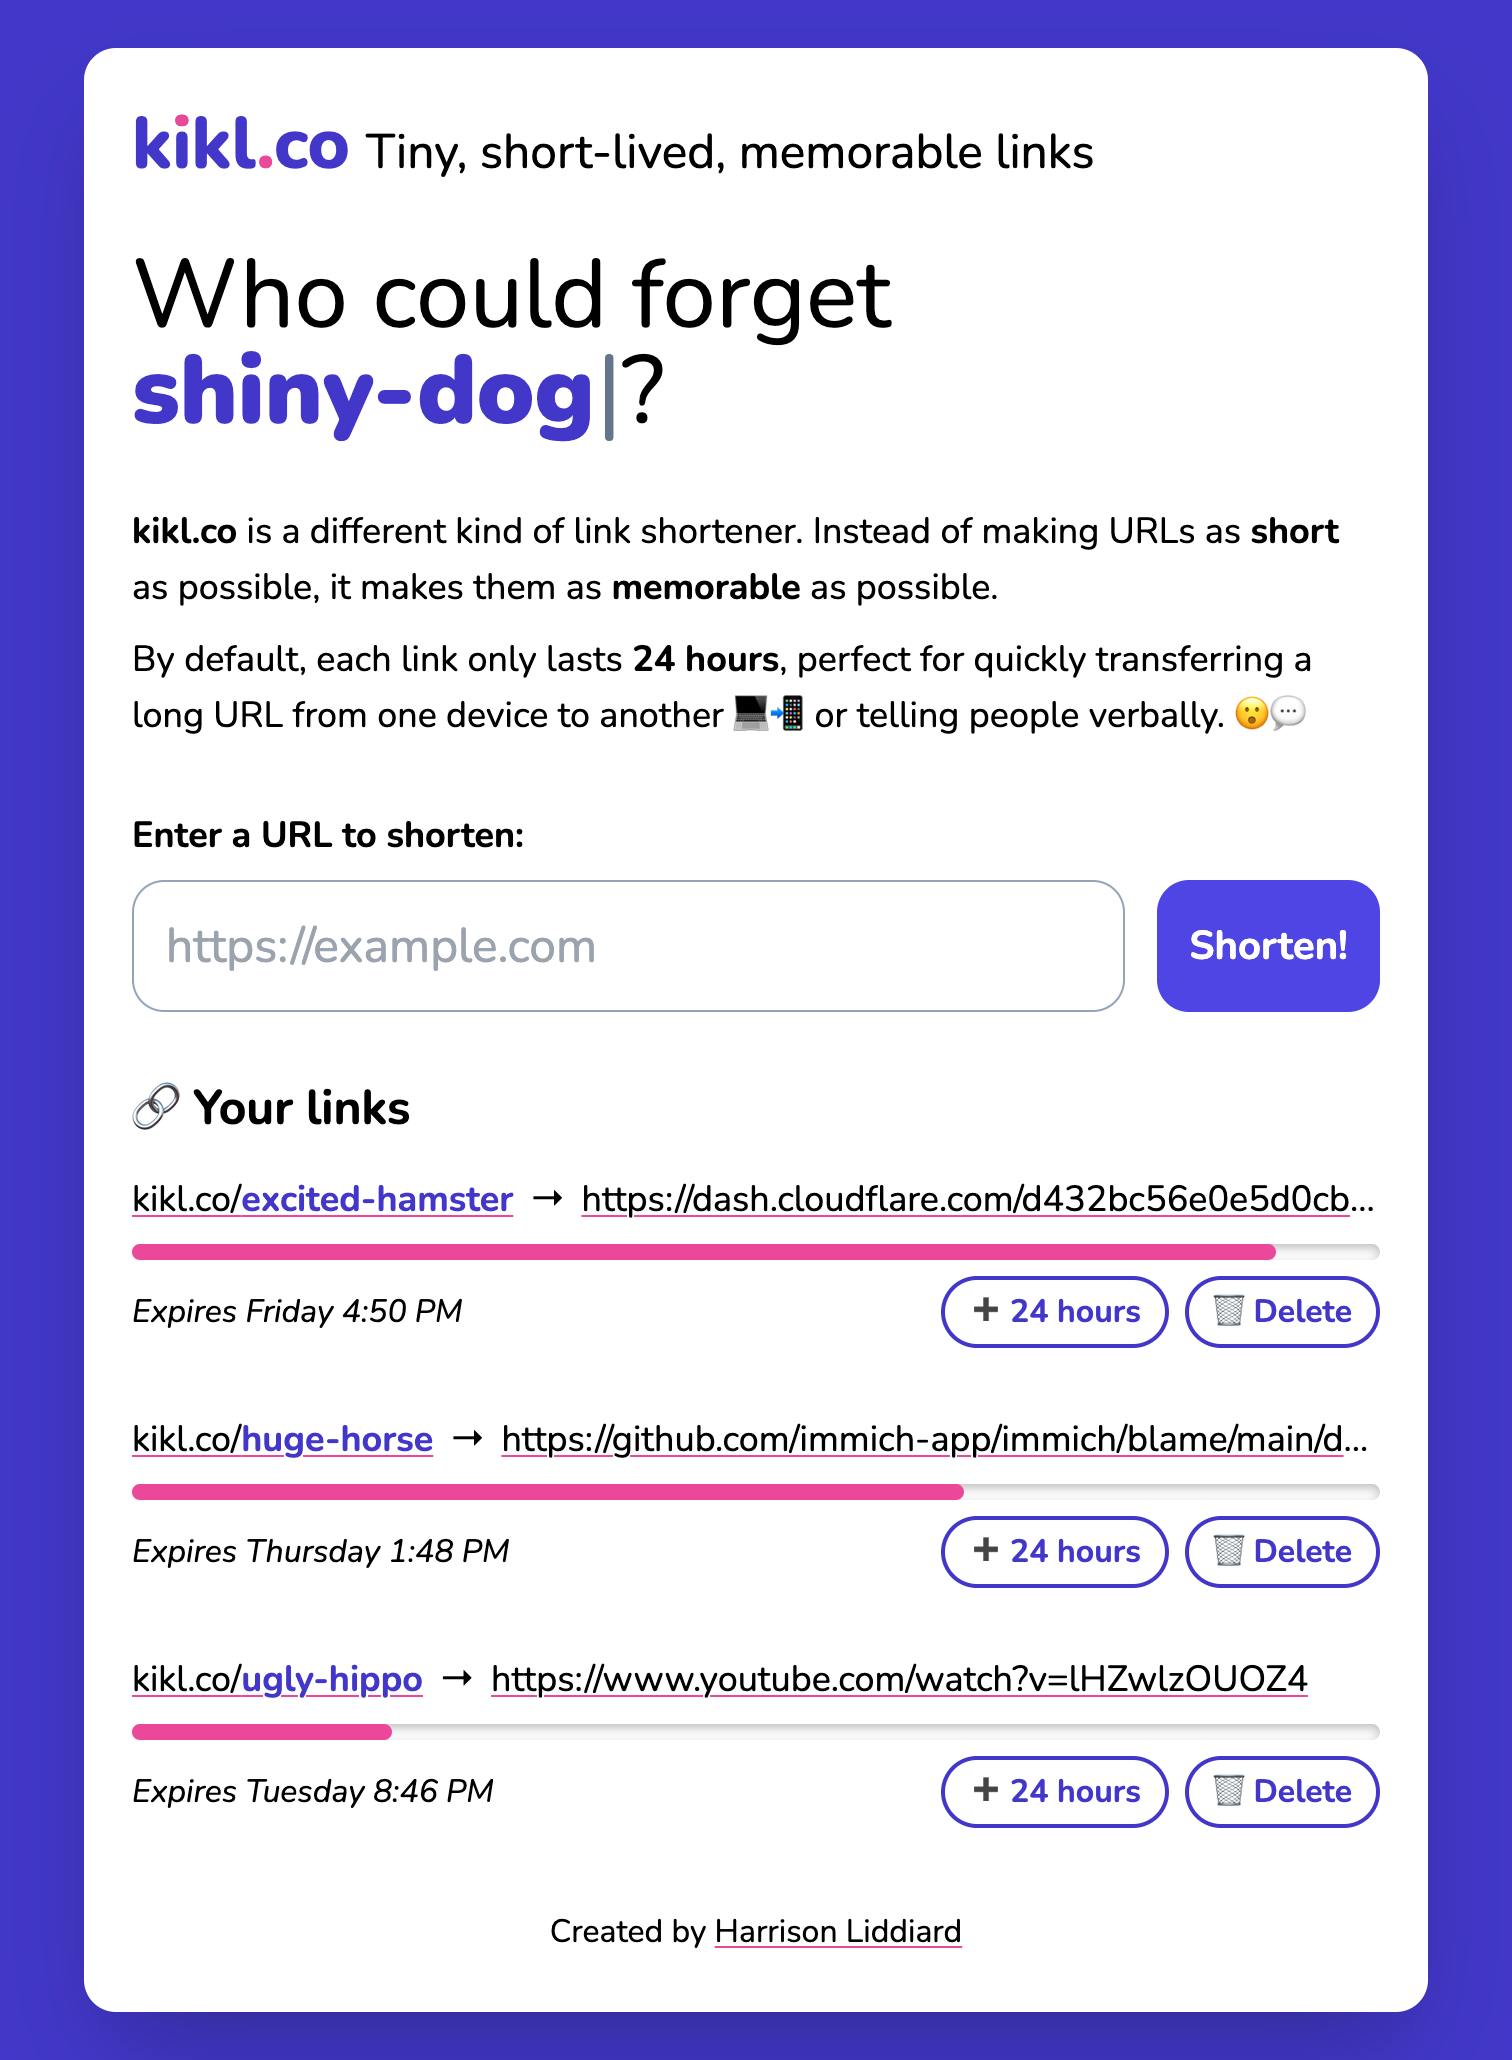 kikl.co Tiny, short-lived, memorable links
Who could forget
shiny-dog|?
kikl.co is a different kind of link shortener. Instead of making URLs as short
as possible, it makes them as memorable as possible.
By default, each link only lasts 24 hours, perfect for quickly transferring a
long URL from one device to another 💻📲 or telling people verbally. 😮💬
Enter a URL to shorten:
https://example.com
Shorten!
🔗 Your links
kikl.co/excited-hamster → https://dash.cloudflare.com/d432bc56e0e5d0cb...
Expires Friday 4:50 PM
➕ 24 hours
🗑️ Delete
kikl.co/huge-horse → https://github.com/immich-app/immich/blame/main/d...
Expires Thursday 1:48 PM
➕ 24 hours
🗑️ Delete
kikl.co/ugly-hippo → https://www.youtube.com/watch?v=lHZwlzOUOZ4
Expires Tuesday 8:46 PM
➕ 24 hours
🗑️ Delete
Created by Harrison Liddiard